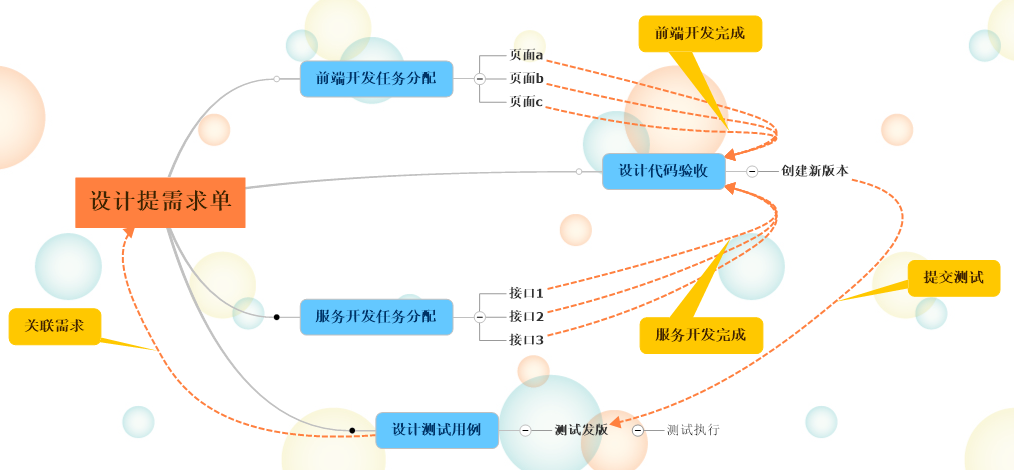 前端开发完成
页面a
前端开发任务分配
页面b
页面c
设计代码验收
创建新版本
设计提需求单
提交测试
接口1
服务开发任务分配
接口2
关联需求
服务开发完成
接口3
设计测试用例
测试发版
测试执行